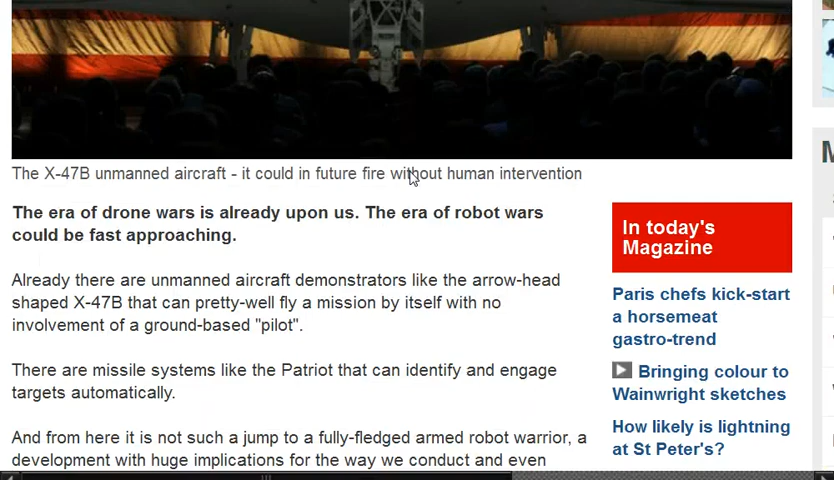 The X-47B unmanned aircraft - it could in future fire without human intervention
The era of drone wars is already upon us. The era of robot wars
could be fast approaching.
Already there are unmanned aircraft demonstrators like the arrow-head
shaped X-47B that can pretty-well fly a mission by itself with no
involvement of a ground-based "pilot".
There are missile systems like the Patriot that can identify and engage
targets automatically.
And from here it is not such a jump to a fully-fledged armed robot warrior, a
development with huge implications for the way we conduct and even
In today's
Magazine
Paris chefs kick-start
a horsemeat
gastro-trend
Bringing colour to
Wainwright sketches
How likely is lightning
at St Peter's?